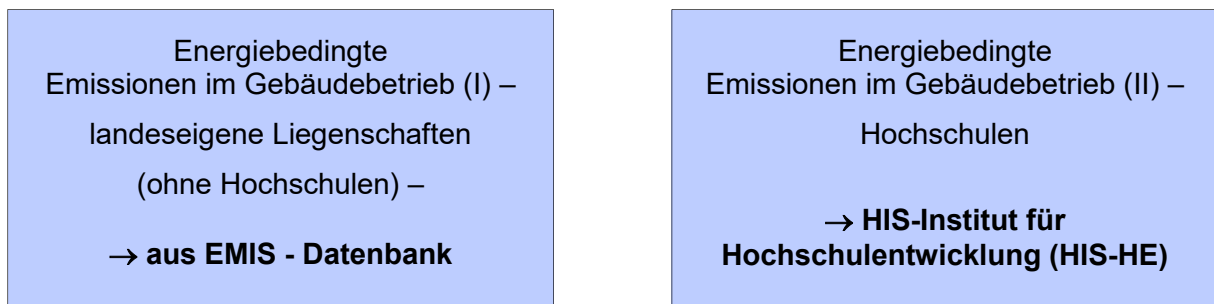 Energiebedingte
Emissionen im Gebäudebetrieb (I) –
landeseigene Liegenschaften
(ohne Hochschulen) –
→ aus EMIS - Datenbank
Energiebedingte
Emissionen im Gebäudebetrieb (II) –
Hochschulen
→ HIS-Institut für
Hochschulentwicklung (HIS-HE)